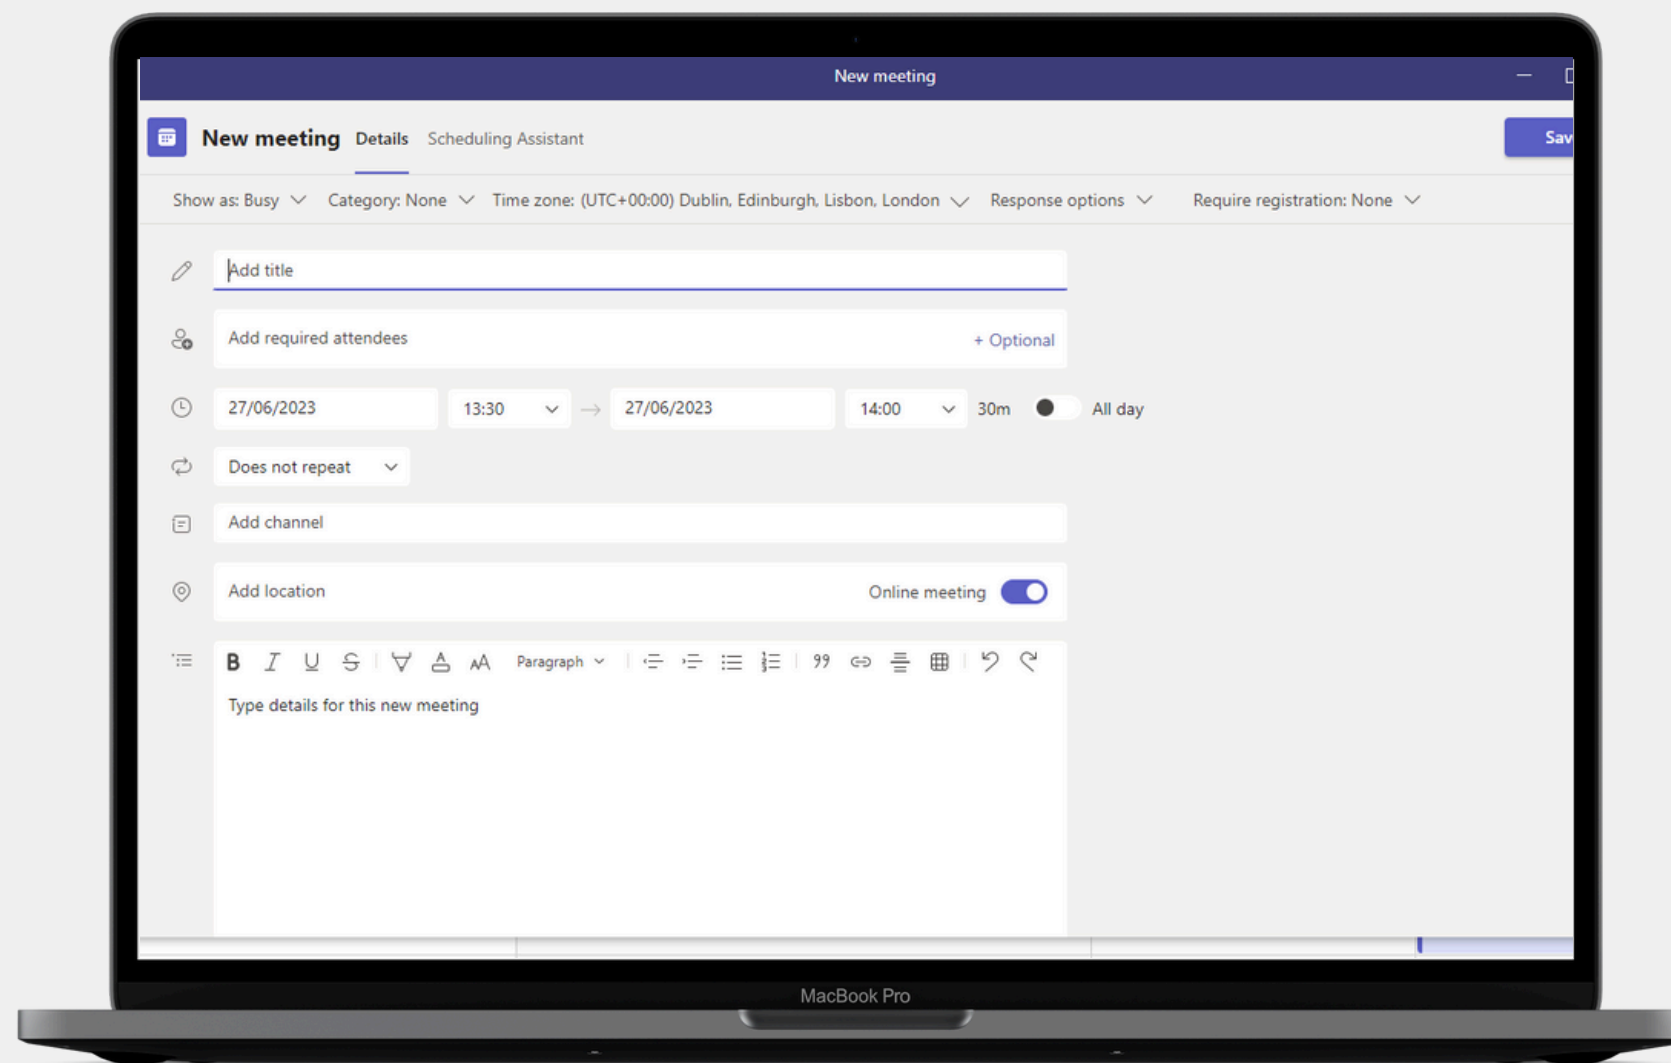 New meeting
New meeting Details Scheduling Assistant Sav
Show as: Busy Category: None Time zone: (UTC+00:00) Dublin, Edinburgh, Lisbon, London Response options Require registration: None
Add title
Add required attendees + Optional
27/06/2023 13:30 → 27/06/2023 14:00 30m All day
Does not repeat
Add channel
Add location Online meeting
B I U S A AA Paragraph 99
Type details for this new meeting
MacBook Pro